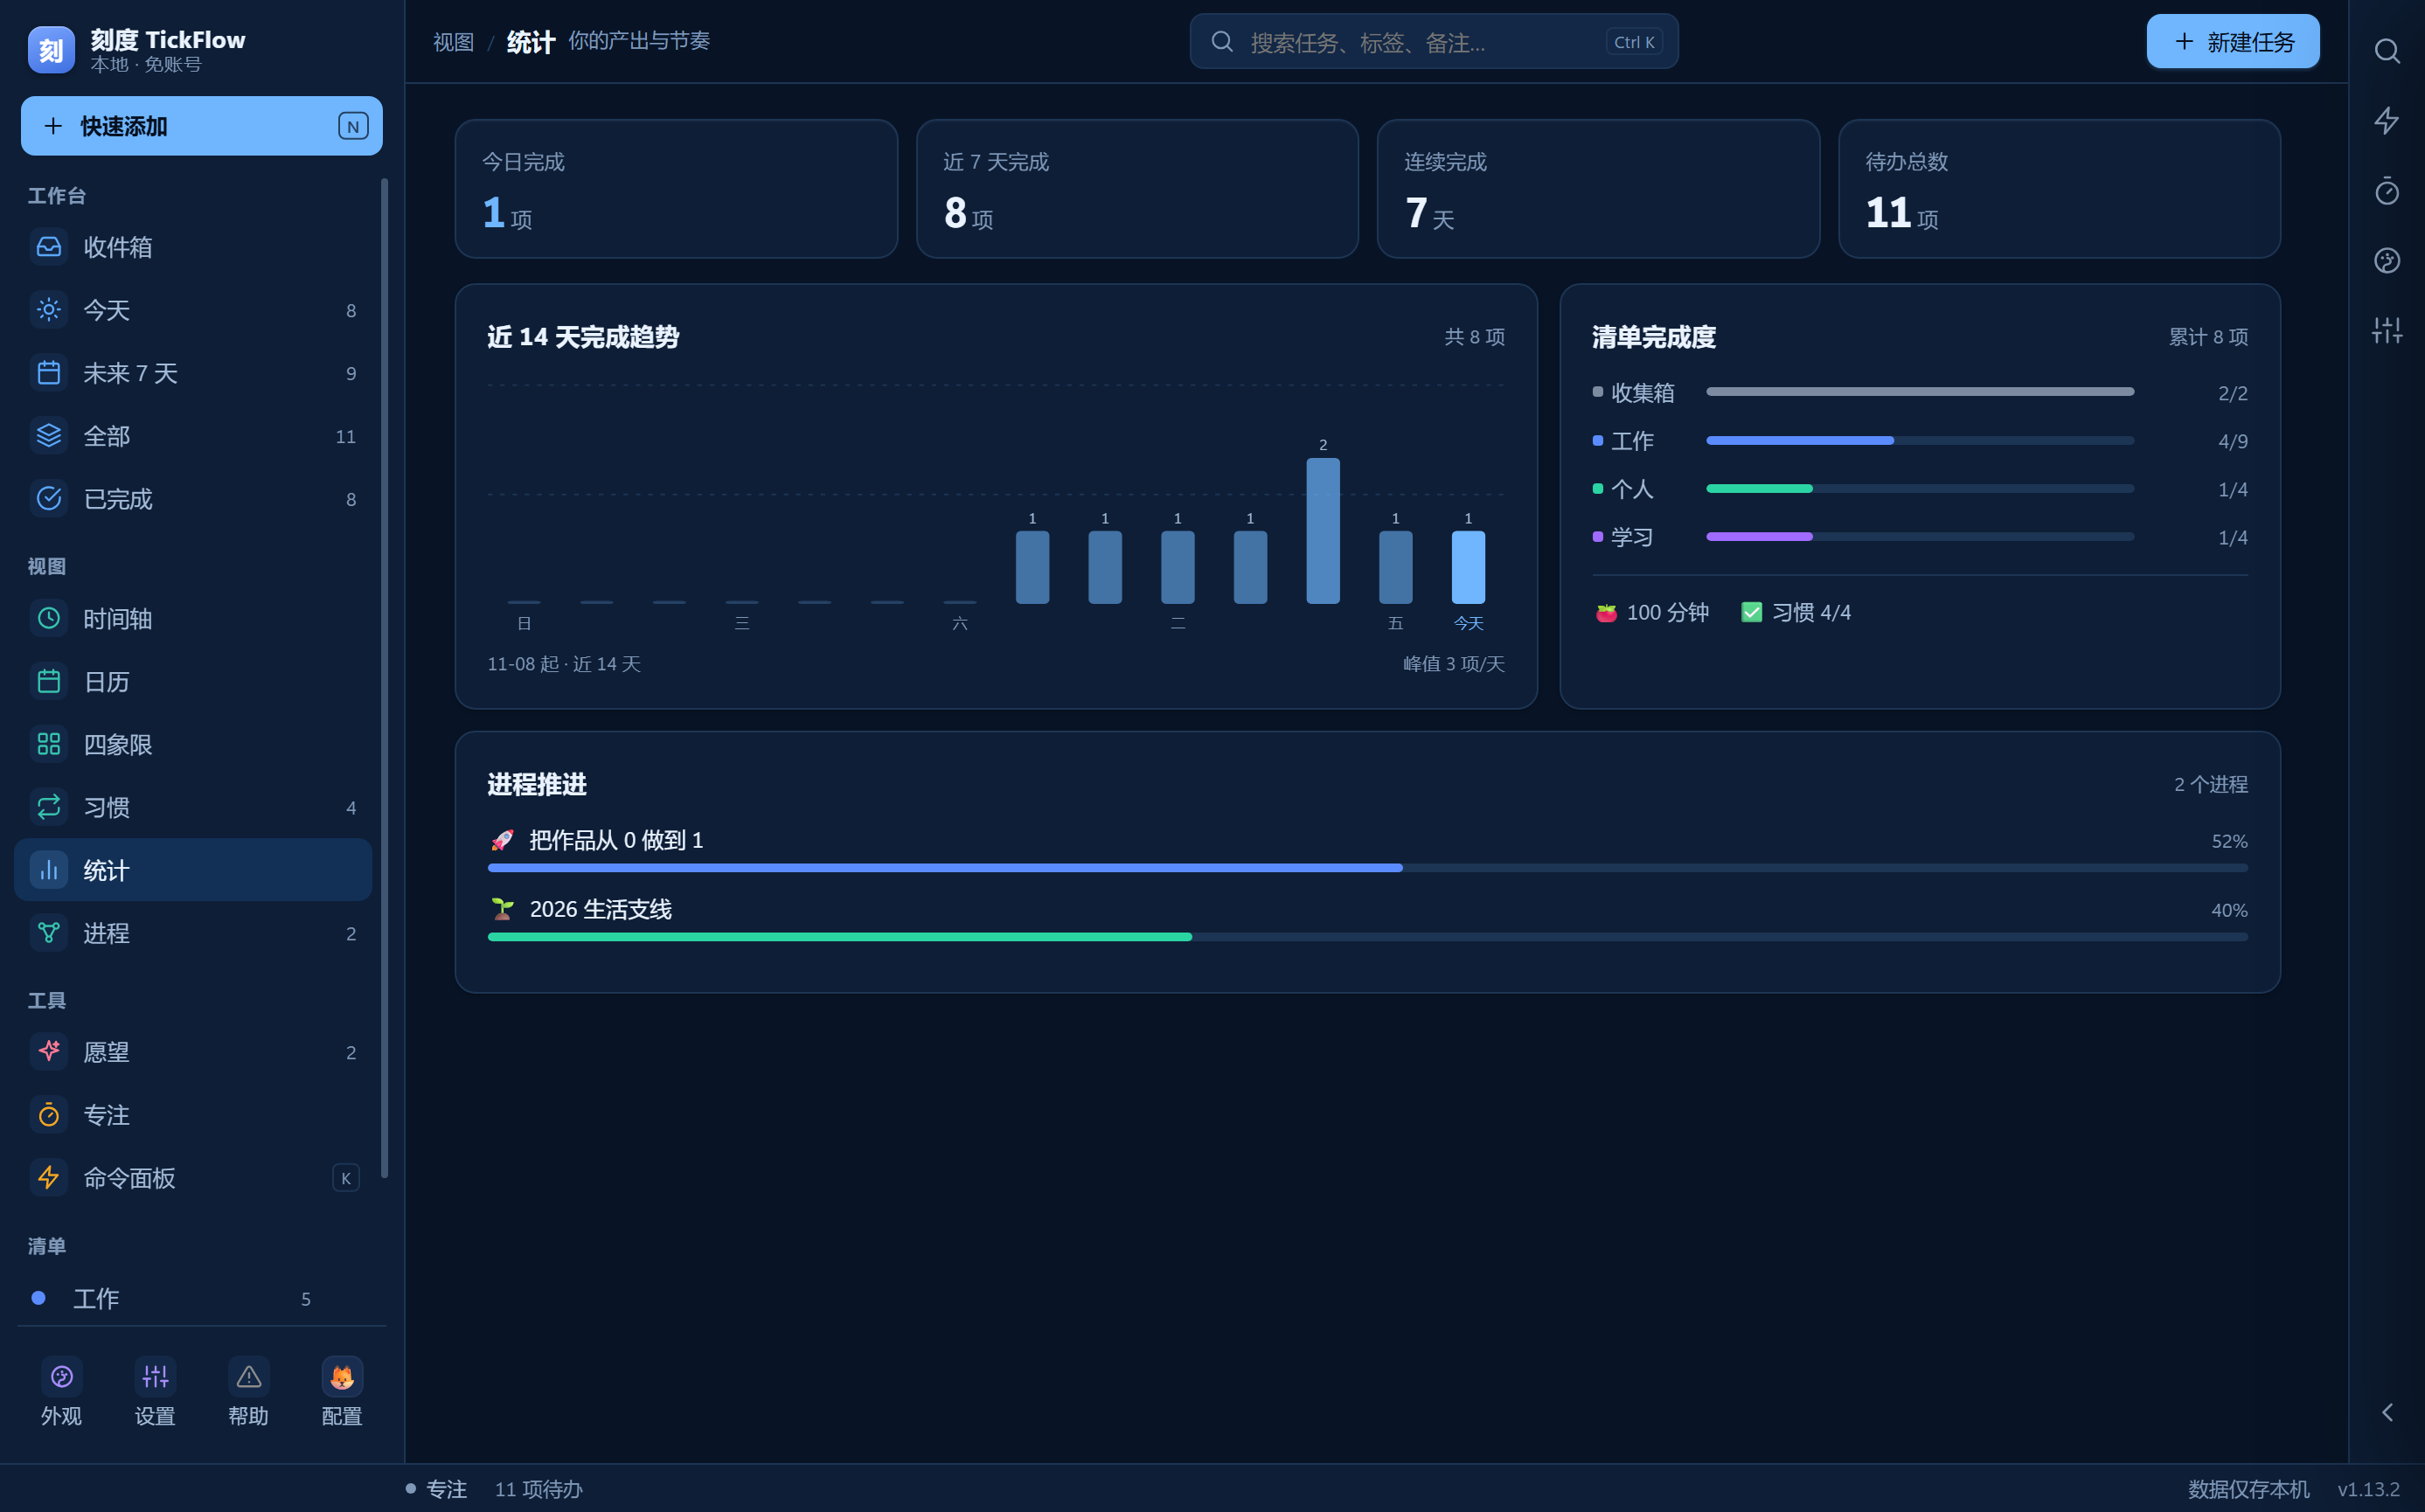 刻
刻度 TickFlow
本地 · 免账号
快速添加 N
工作台
收件箱
今天 8
未来 7 天 9
全部 11
已完成 8
视图
时间轴
日历
四象限
习惯 4
统计
进程 2
工具
愿望 2
专注
命令面板 K
清单
工作 5
外观 设置 帮助 配置
视图 / 统计 你的产出与节奏
搜索任务、标签、备注... Ctrl K
新建任务
今日完成
1 项
近 7 天完成
8 项
连续完成
7 天
待办总数
11 项
近 14 天完成趋势 共 8 项
2
1 1 1 1 1 1
日 三 六 二 五 今天
11-08 起 · 近 14 天 峰值 3 项/天
清单完成度 累计 8 项
收集箱 2/2
工作 4/9
个人 1/4
学习 1/4
100 分钟 习惯 4/4
进程推进 2 个进程
把作品从 0 做到 1 52%
2026 生活支线 40%
专注 11 项待办 数据仅存本机 v1.13.2